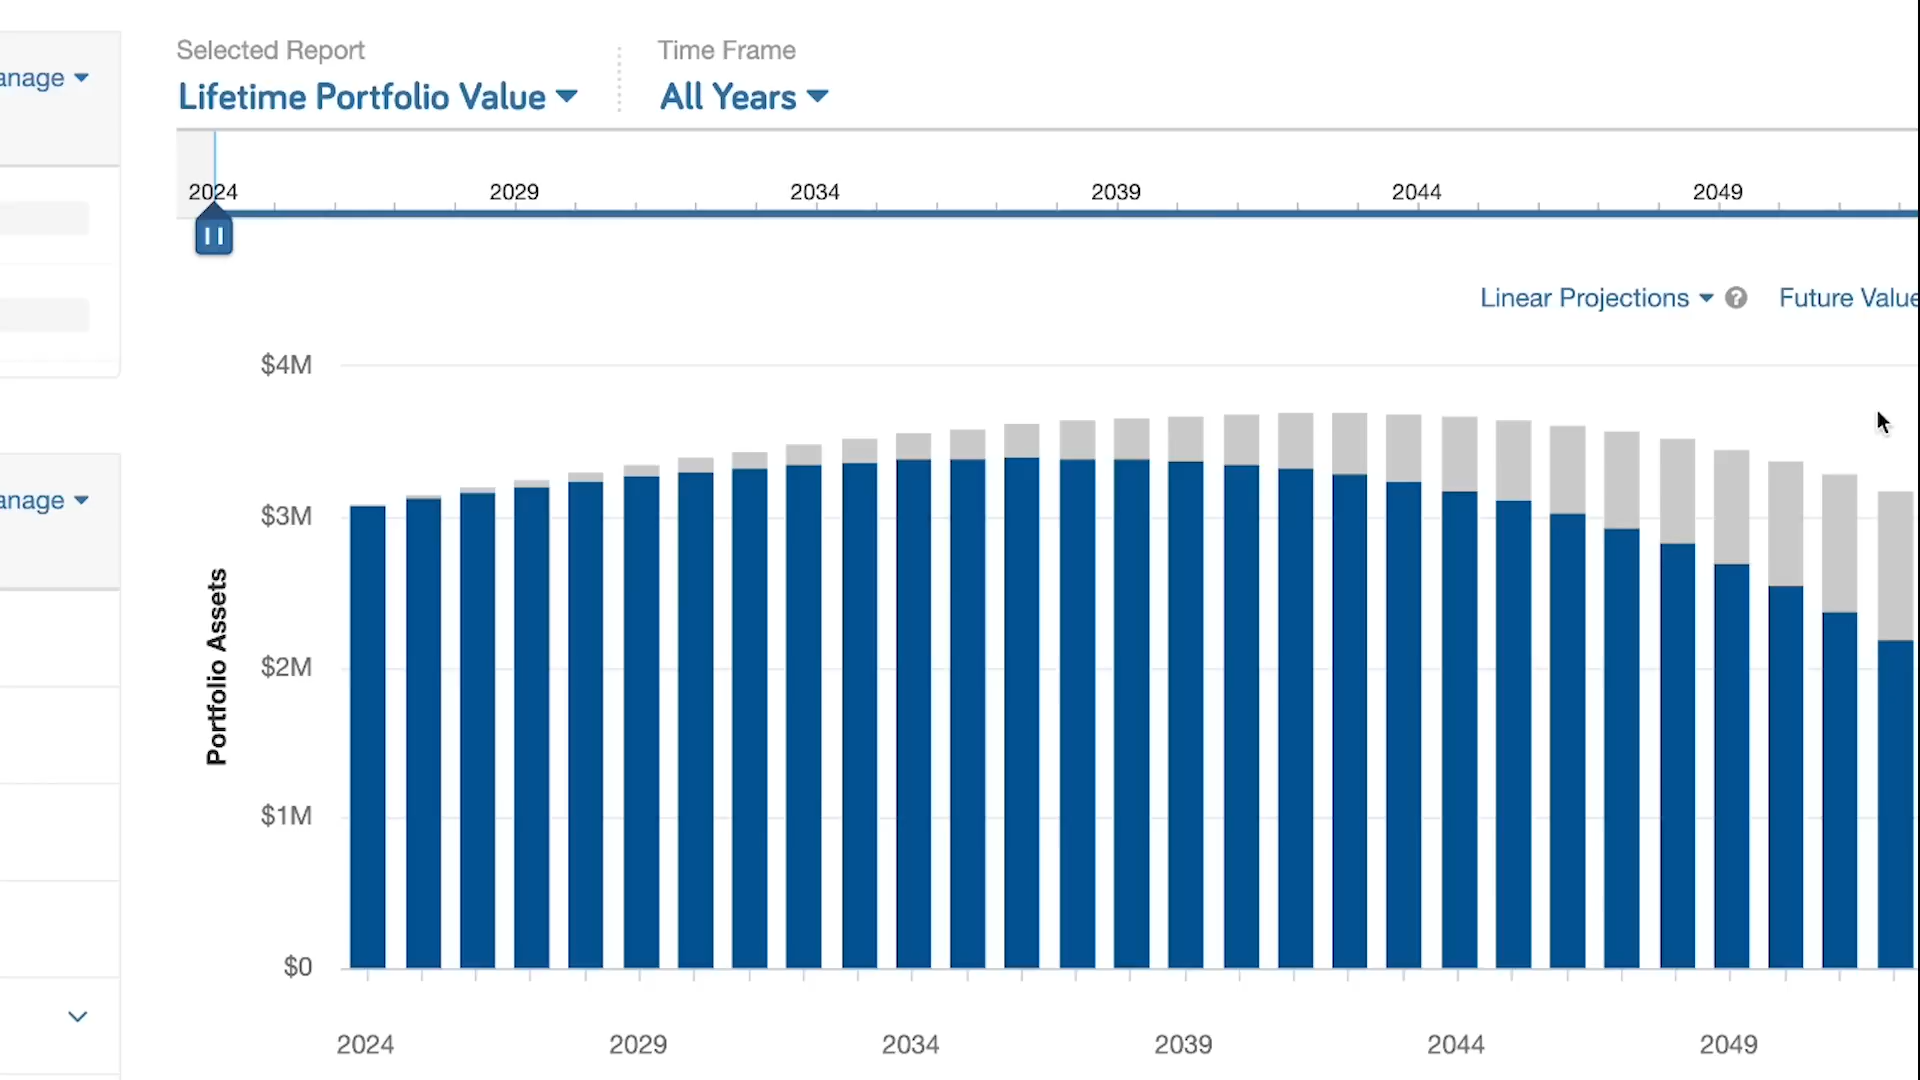 Selected Report
Time Frame
anage
Lifetime Portfolio Value
All Years
2024 2029 2034 2039 2044 2049
Linear Projections ?
Future Value
$4M
$3M
anage
$2M
$1M
$0
Portfolio Assets
2024 2029 2034 2039 2044 2049